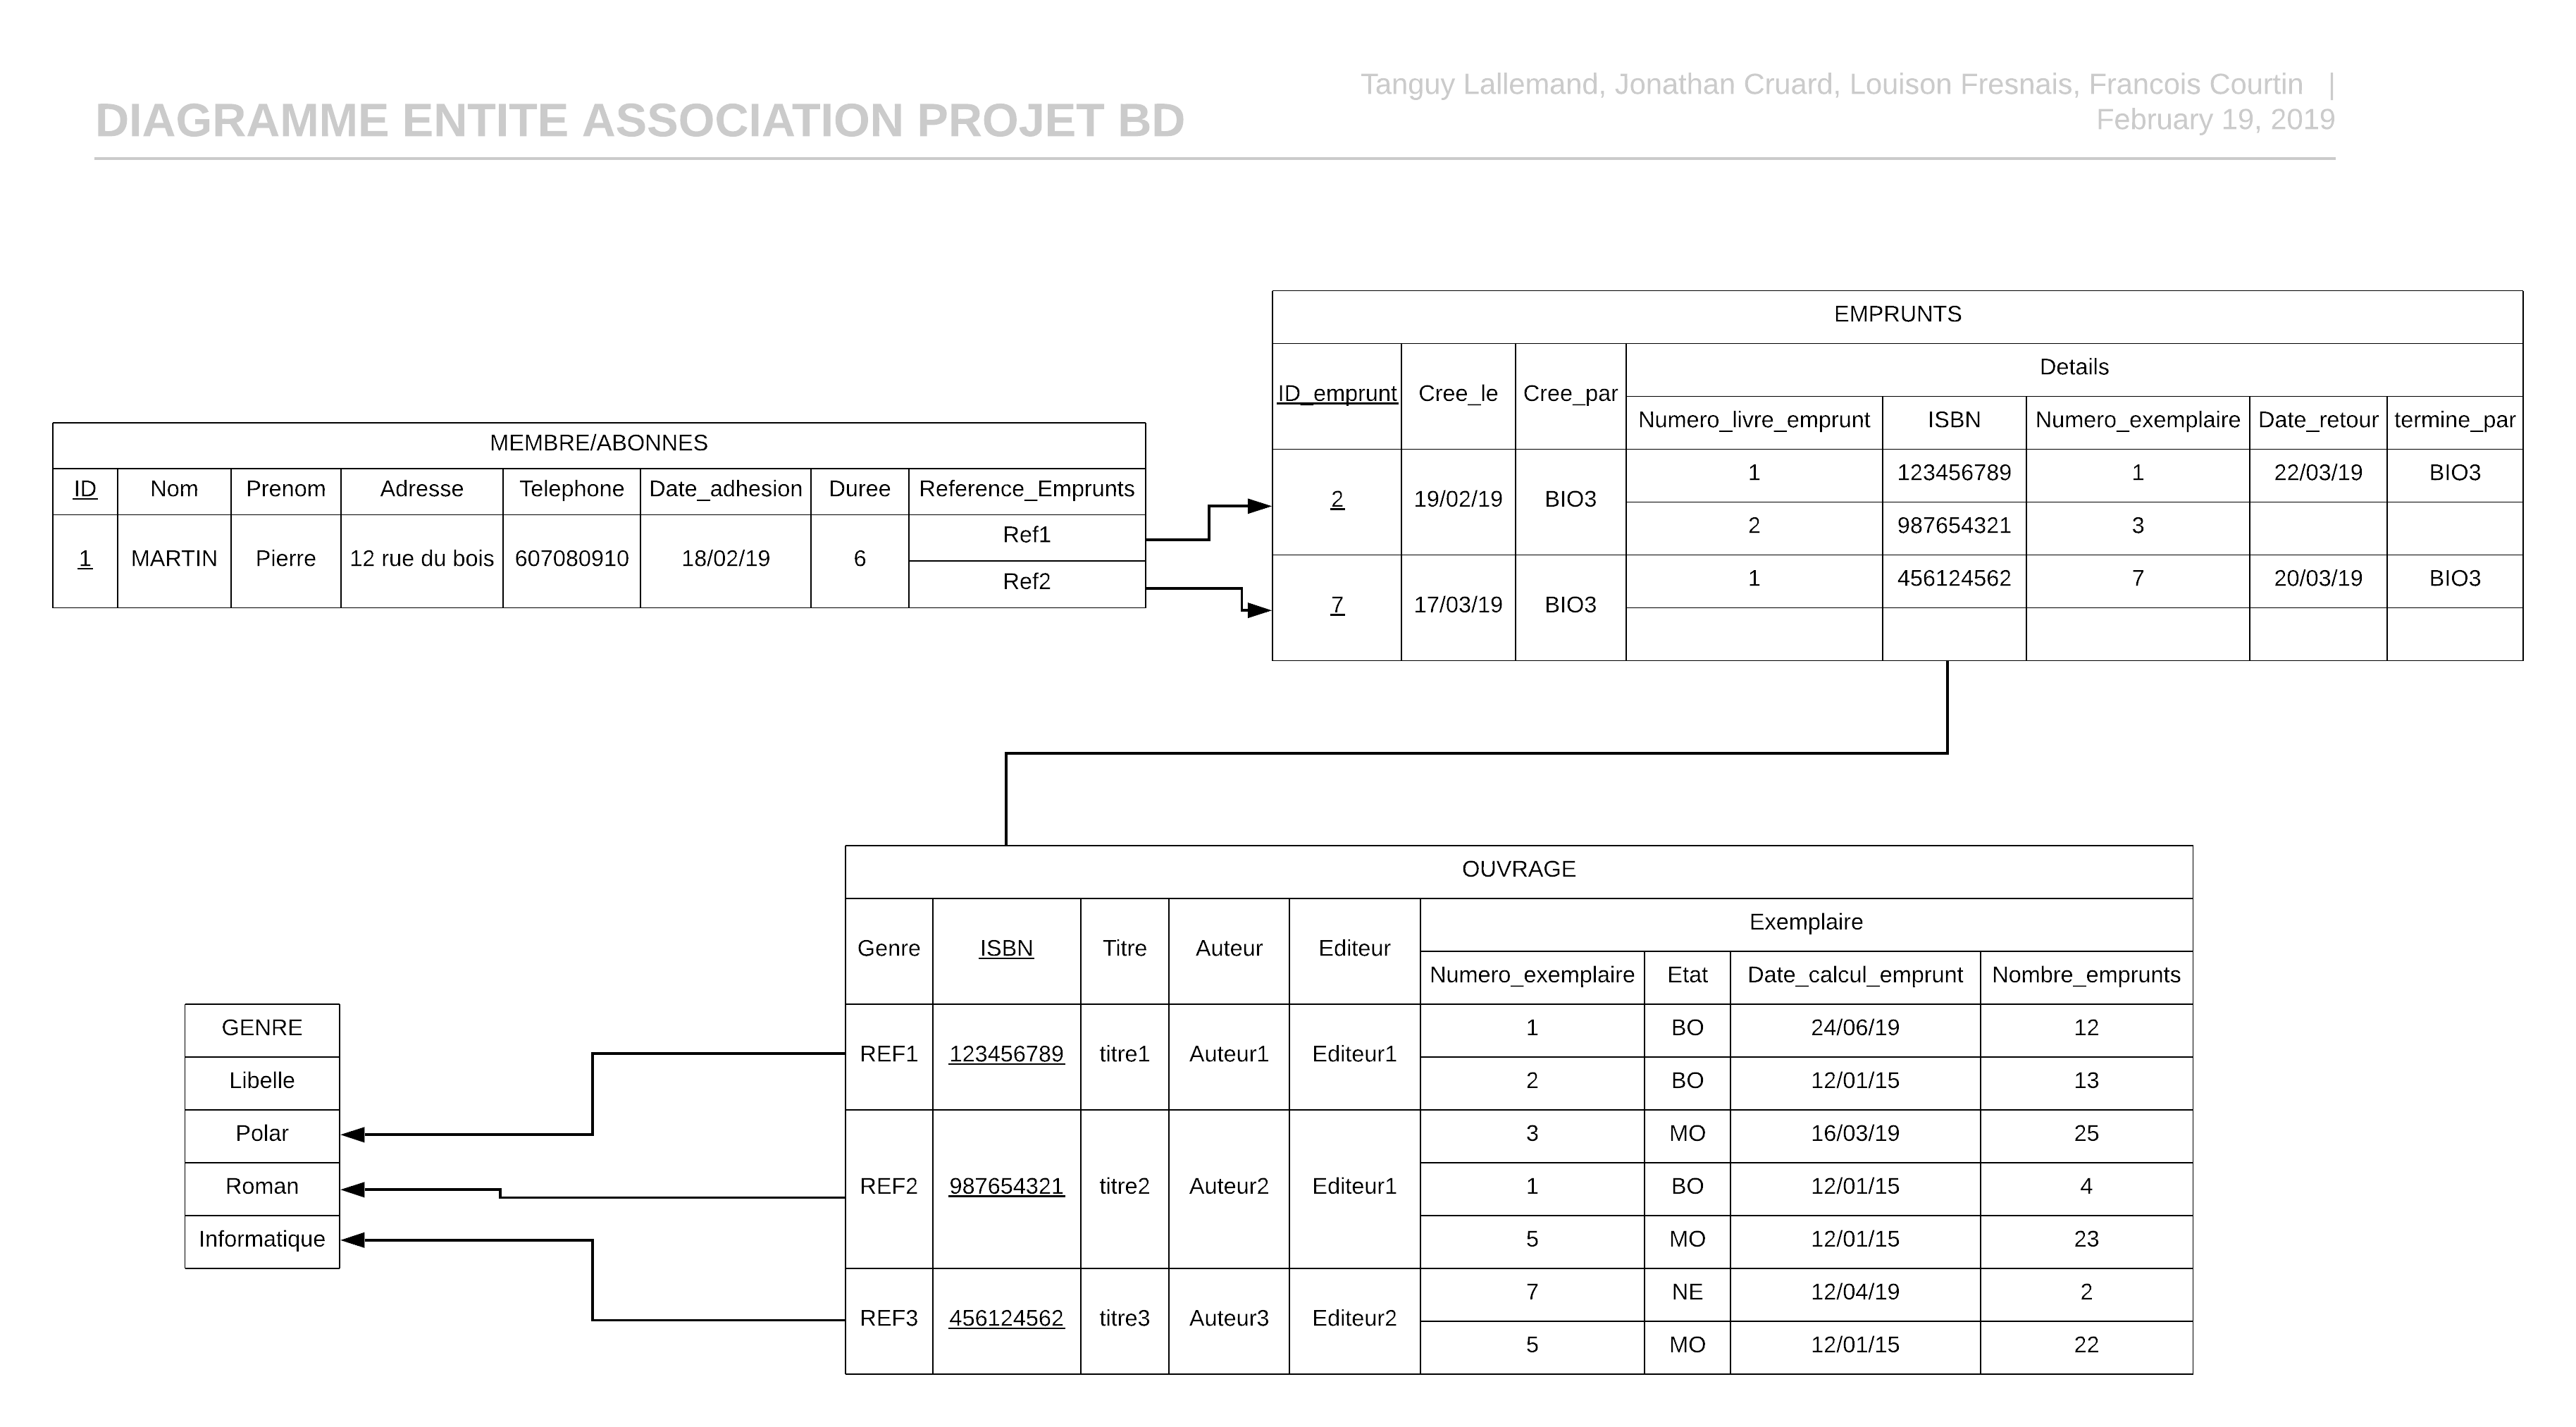 DIAGRAMME ENTITE ASSOCIATION PROJET BD
Tanguy Lallemand, Jonathan Cruard, Louison Fresnais, Francois Courtin |
February 19, 2019
EMPRUNTS
ID_emprunt Cree_le Cree_par Details
Numero_livre_emprunt ISBN Numero_exemplaire Date_retour termine_par
2 19/02/19 BIO3
1 123456789 1 22/03/19 BIO3
2 987654321 3
7 17/03/19 BIO3
1 456124562 7 20/03/19 BIO3
MEMBRE/ABONNES
ID Nom Prenom Adresse Telephone Date_adhesion Duree Reference_Emprunts
1 MARTIN Pierre 12 rue du bois 607080910 18/02/19 6
Ref1
Ref2
OUVRAGE
Genre ISBN Titre Auteur Editeur Exemplaire
Numero_exemplaire Etat Date_calcul_emprunt Nombre_emprunts
REF1 123456789 titre1 Auteur1 Editeur1
1 BO 24/06/19 12
2 BO 12/01/15 13
REF2 987654321 titre2 Auteur2 Editeur1
3 MO 16/03/19 25
1 BO 12/01/15 4
5 MO 12/01/15 23
REF3 456124562 titre3 Auteur3 Editeur2
7 NE 12/04/19 2
5 MO 12/01/15 22
GENRE
Libelle
Polar
Roman
Informatique